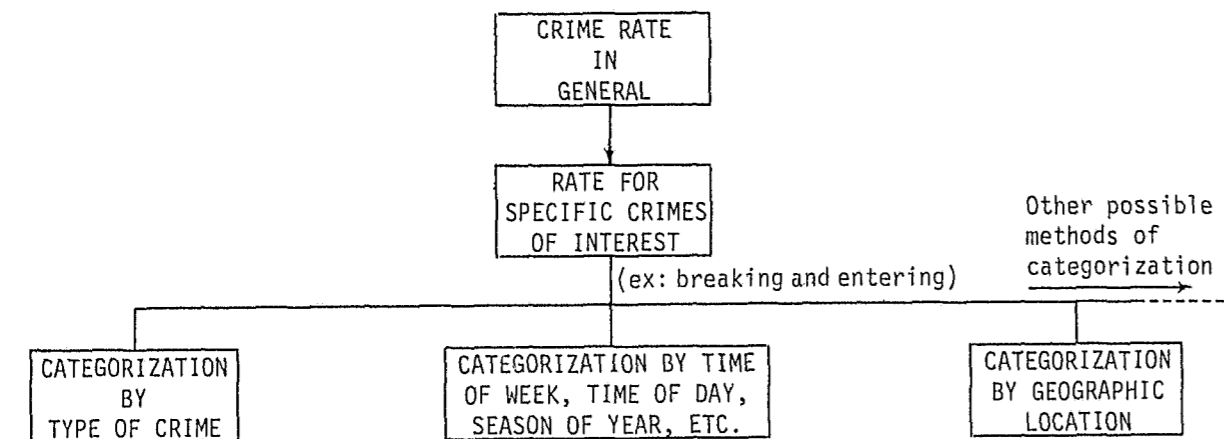 CRIME RATE
IN
GENERAL
RATE FOR
SPECIFIC CRIMES
OF INTEREST
(ex: breaking and entering)
Other possible
methods of
categorization
CATEGORIZATION
BY
TYPE OF CRIME
CATEGORIZATION BY TIME
OF WEEK, TIME OF DAY,
SEASON OF YEAR, ETC.
CATEGORIZATION
BY GEOGRAPHIC
LOCATION